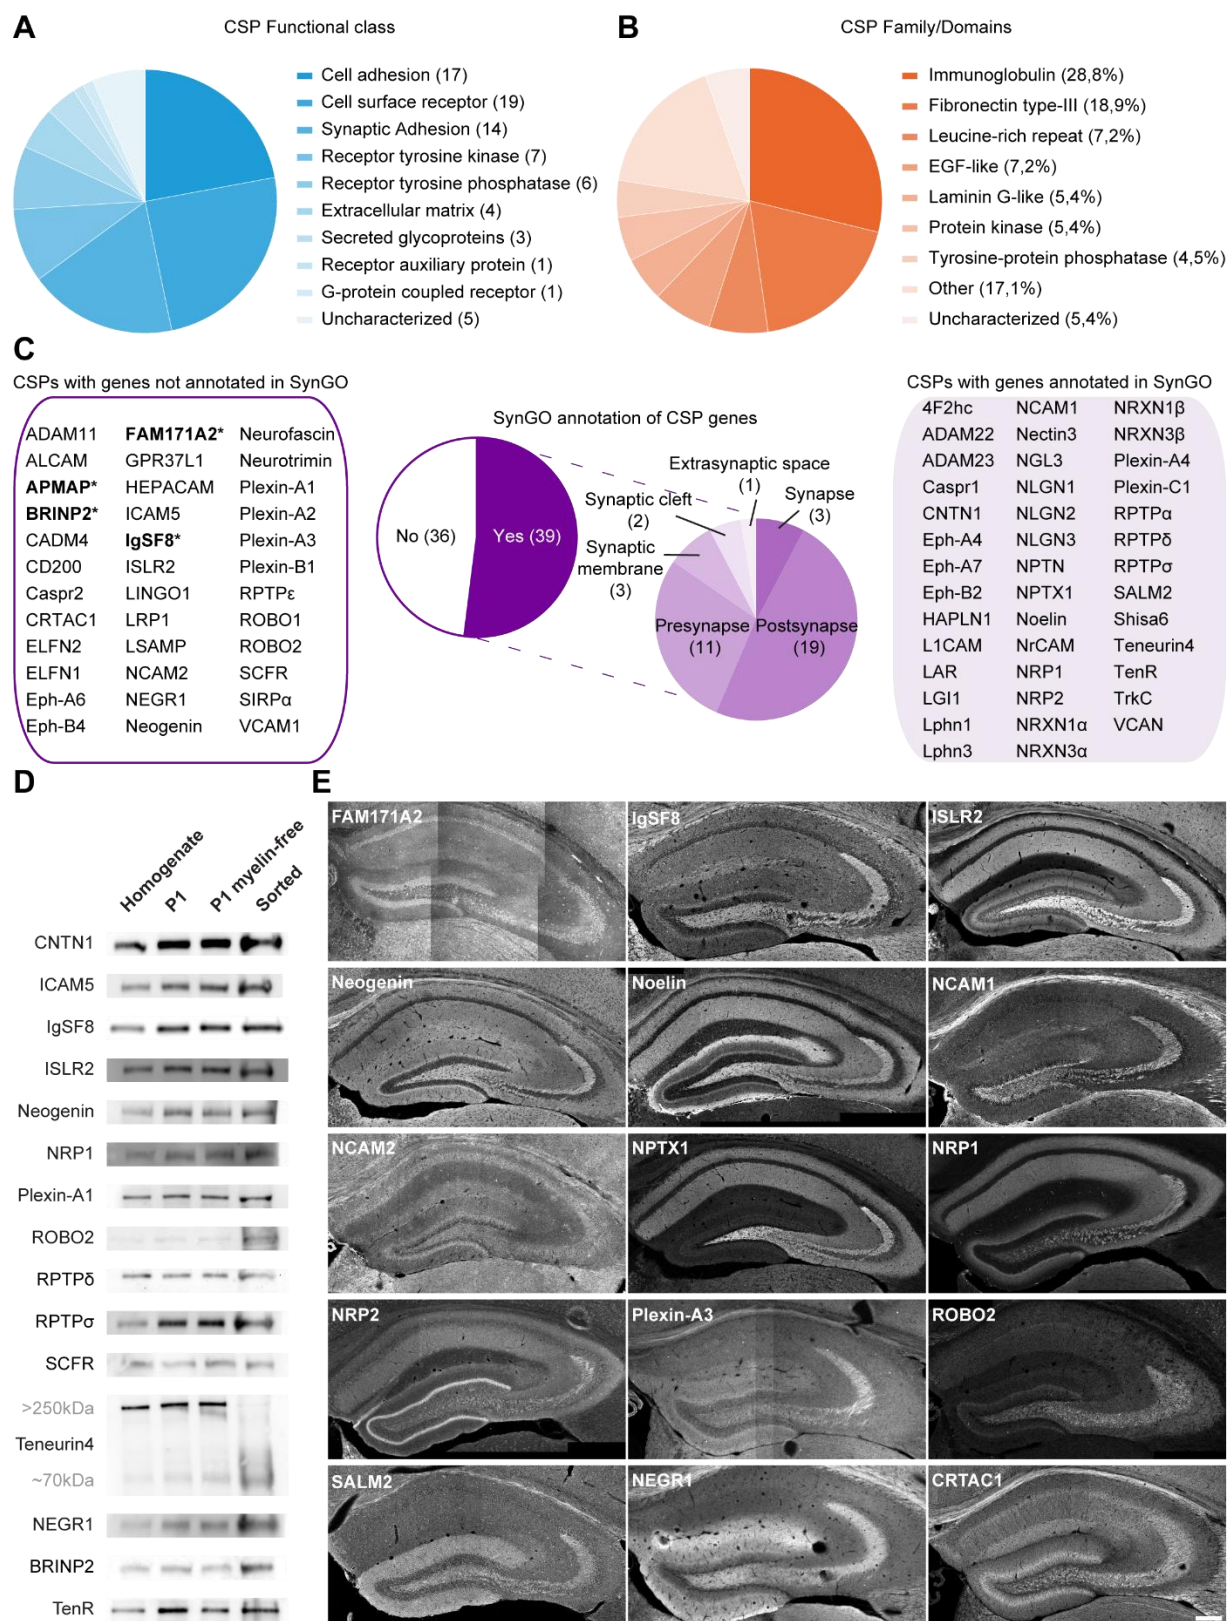 A
CSP Functional class
Cell adhesion (17)
Cell surface receptor (19)
Synaptic Adhesion (14)
Receptor tyrosine kinase (7)
Receptor tyrosine phosphatase (6)
Extracellular matrix (4)
Secreted glycoproteins (3)
Receptor auxiliary protein (1)
G-protein coupled receptor (1)
Uncharacterized (5)
B
CSP Family/Domains
Immunoglobulin (28,8%)
Fibronectin type-III (18,9%)
Leucine-rich repeat (7,2%)
EGF-like (7,2%)
Laminin G-like (5,4%)
Protein kinase (5,4%)
Tyrosine-protein phosphatase (4,5%)
Other (17,1%)
Uncharacterized (5,4%)
C
CSPs with genes not annotated in SynGO
ADAM11 FAM171A2* Neurofascin
ALCAM GPR37L1 Neurotrimin
APMAP* HEPACAM Plexin-A1
BRINP2* ICAM5 Plexin-A2
CADM4 IgSF8* Plexin-A3
CD200 ISLR2 Plexin-B1
Caspr2 LINGO1 RPTPε
CRTAC1 LRP1 ROBO1
ELFN2 LSAMP ROBO2
ELFN1 NCAM2 SCFR
Eph-A6 NEGR1 SIRPα
Eph-B4 Neogenin VCAM1
SynGO annotation of CSP genes
No (36)
Yes (39)
Extrasynaptic space
(1)
Synapse
(3)
Synaptic cleft
(2)
Synaptic
membrane
(3)
Presynapse
(11)
Postsynapse
(19)
CSPs with genes annotated in SynGO
4F2hc NCAM1 NRXN1β
ADAM22 Nectin3 NRXN3β
ADAM23 NGL3 Plexin-A4
Caspr1 NLGN1 Plexin-C1
CNTN1 NLGN2 RPTPα
Eph-A4 NLGN3 RPTPδ
Eph-A7 NPTN RPTPσ
Eph-B2 NPTX1 SALM2
HAPLN1 Noelin Shisa6
L1CAM NrCAM Teneurin4
LAR NRP1 TenR
LGI1 NRP2 TrkC
Lphn1 NRXN1α VCAN
Lphn3 NRXN3α
D
Homogenate
P1
P1 myelin-free
Sorted
CNTN1
ICAM5
IgSF8
ISLR2
Neogenin
NRP1
Plexin-A1
ROBO2
RPTPδ
RPTPσ
SCFR
>250kDa
Teneurin4
~70kDa
NEGR1
BRINP2
TenR
E
FAM171A2
IgSF8
ISLR2
Neogenin
Noelin
NCAM1
NCAM2
NPTX1
NRP1
NRP2
Plexin-A3
ROBO2
SALM2
NEGR1
CRTAC1